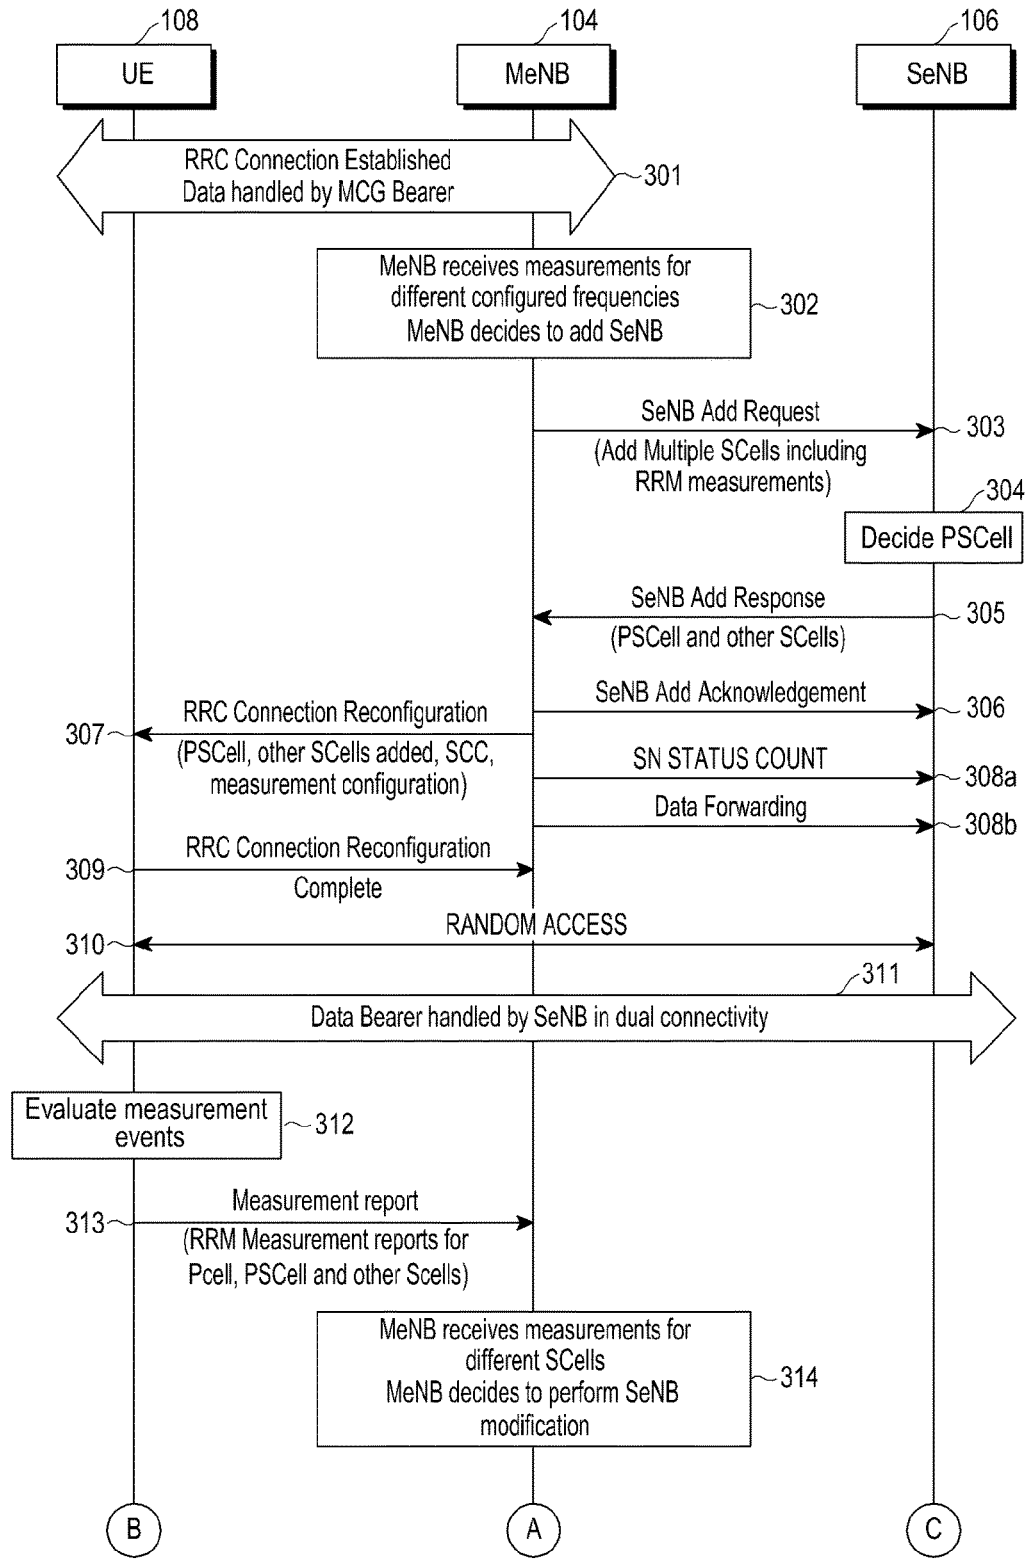 108
104
106
UE
MeNB
SeNB
RRC Connection Established
Data handled by MCG Bearer
301
MeNB receives measurements for
different configured frequencies
MeNB decides to add SeNB
302
SeNB Add Request
303
(Add Multiple SCells including
RRM measurements)
304
Decide PSCell
SeNB Add Response
305
(PSCell and other SCells)
SeNB Add Acknowledgement
306
RRC Connection Reconfiguration
307
(PSCell, other SCells added, SCC,
measurement configuration)
SN STATUS COUNT
308a
Data Forwarding
308b
RRC Connection Reconfiguration
309
Complete
RANDOM ACCESS
310
311
Data Bearer handled by SeNB in dual connectivity
Evaluate measurement
events
312
Measurement report
313
(RRM Measurement reports for
Pcell, PSCell and other Scells)
MeNB receives measurements for
different SCells
MeNB decides to perform SeNB
modification
314
B
A
C